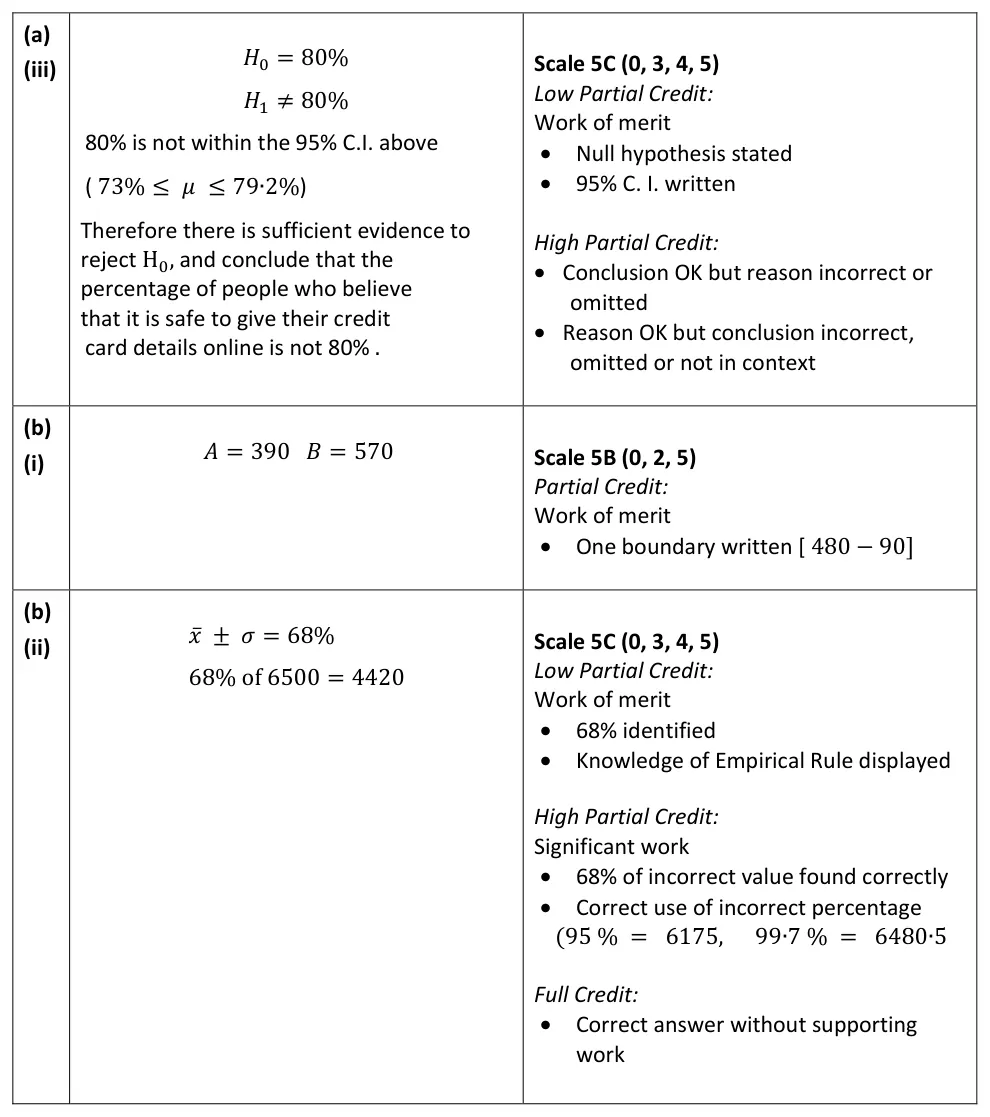 (a)
(iii)
H₀ = 80%
H₁ ≠ 80%
80% is not within the 95% C.I. above
( 73% ≤ μ ≤ 79·2%)
Therefore there is sufficient evidence to
reject H₀, and conclude that the
percentage of people who believe
that it is safe to give their credit
card details online is not 80% .
Scale 5C (0, 3, 4, 5)
Low Partial Credit:
Work of merit
• Null hypothesis stated
• 95% C. I. written
High Partial Credit:
• Conclusion OK but reason incorrect or
omitted
• Reason OK but conclusion incorrect,
omitted or not in context
(b)
(i)
A = 390 B = 570
Scale 5B (0, 2, 5)
Partial Credit:
Work of merit
• One boundary written [ 480 − 90]
(b)
(ii)
x̄ ± σ = 68%
68% of 6500 = 4420
Scale 5C (0, 3, 4, 5)
Low Partial Credit:
Work of merit
• 68% identified
• Knowledge of Empirical Rule displayed
High Partial Credit:
Significant work
• 68% of incorrect value found correctly
• Correct use of incorrect percentage
(95 % = 6175, 99·7 % = 6480·5
Full Credit:
• Correct answer without supporting
work